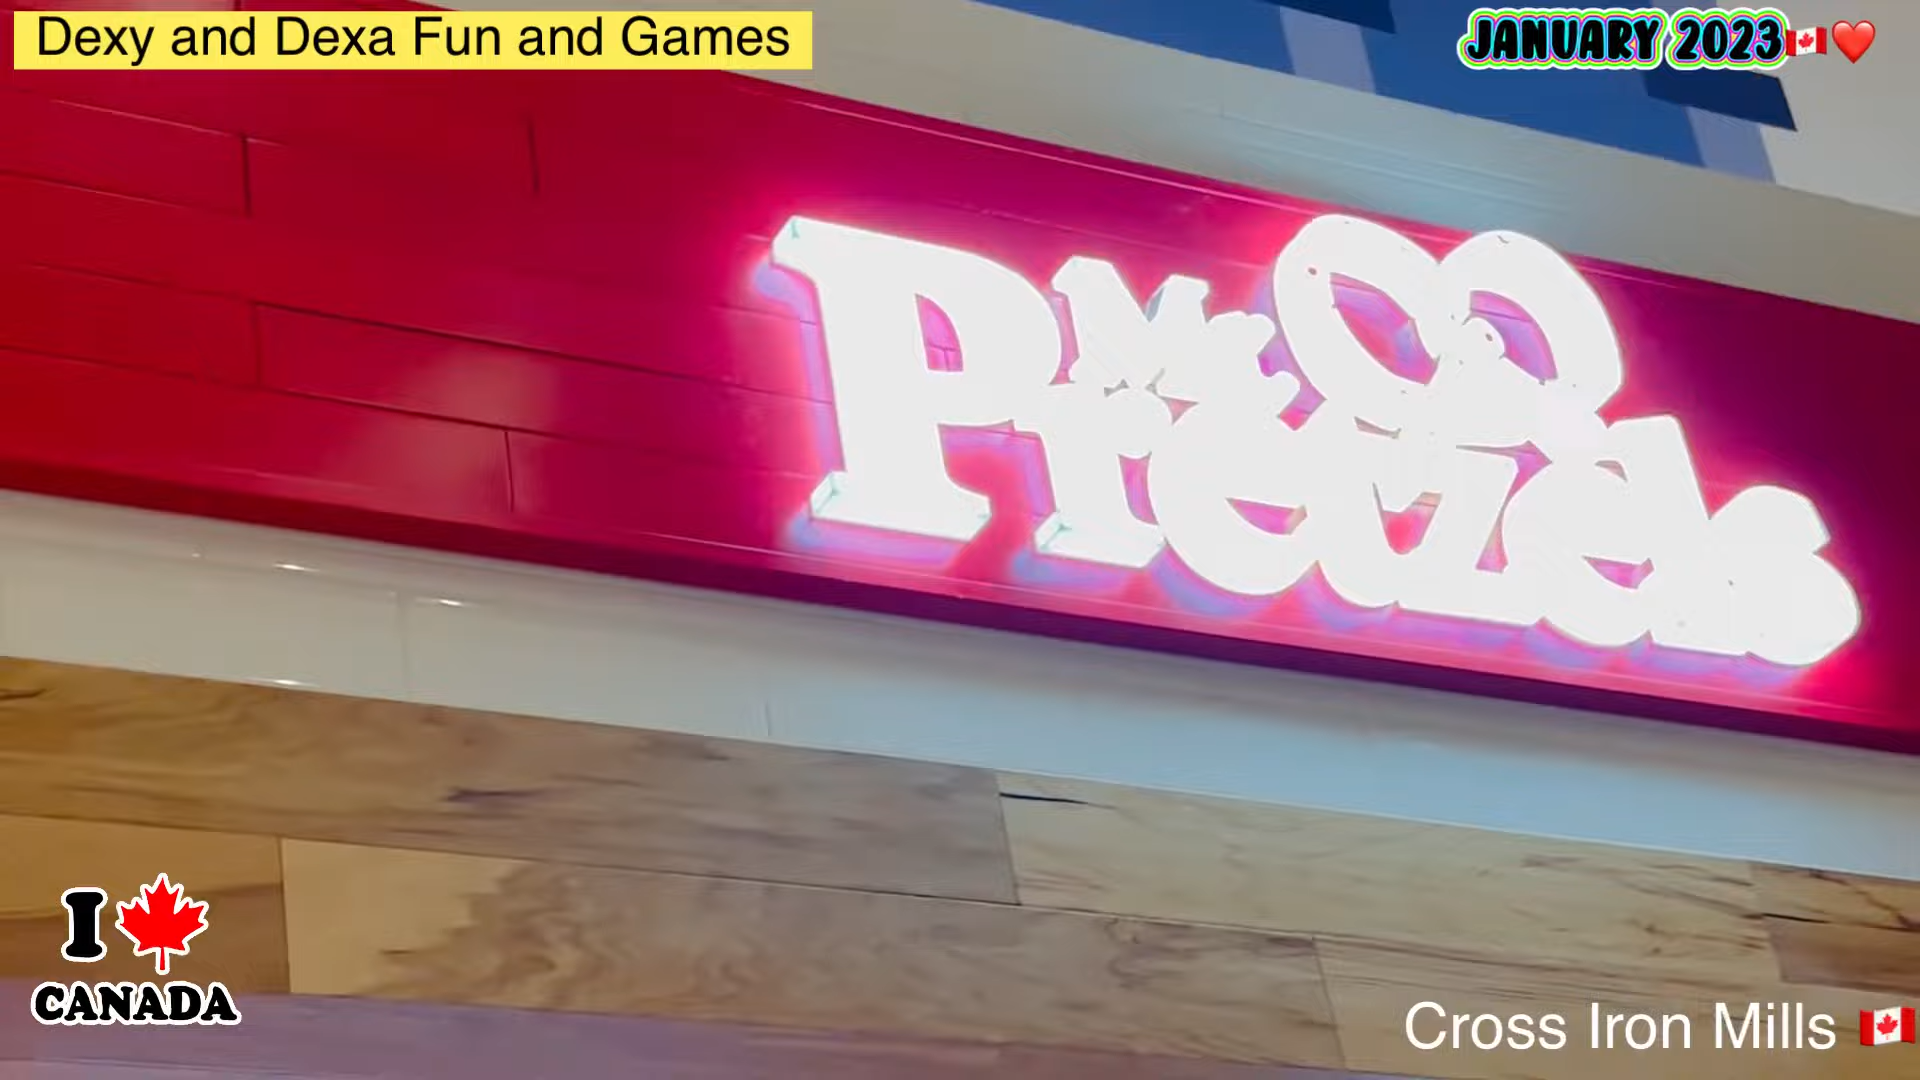 Dexy and Dexa Fun and Games
JANUARY 2023
Mr
Pretzels
I
CANADA
Cross Iron Mills